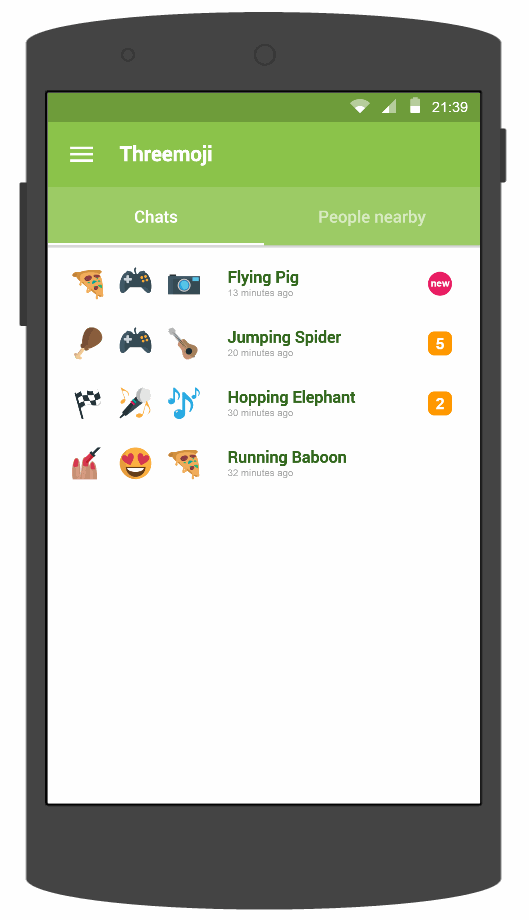 21:39
Threemoji
Chats
People nearby
Flying Pig
13 minutes ago
new
Jumping Spider
20 minutes ago
5
Hopping Elephant
30 minutes ago
2
Running Baboon
32 minutes ago